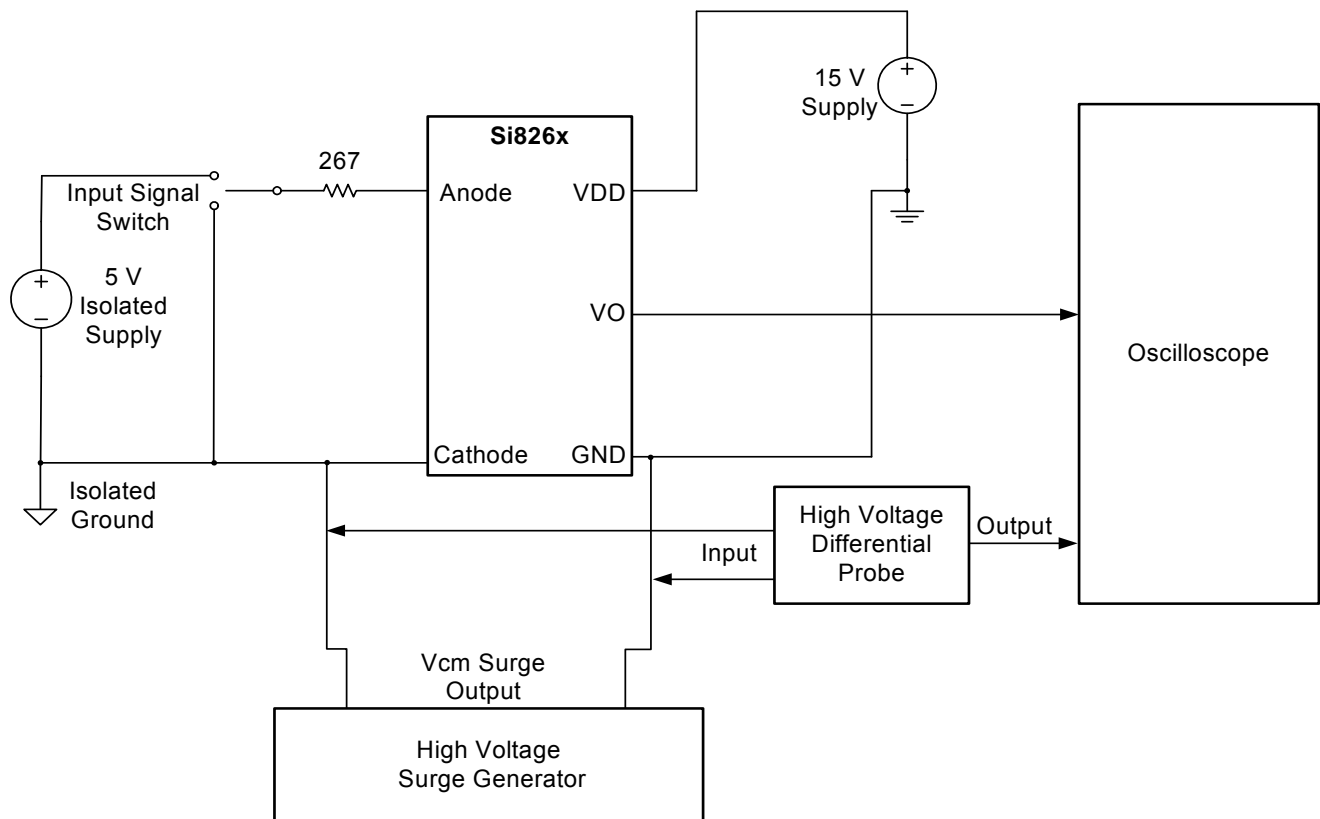 15 V
Supply
+
−
Si826x
267
Input Signal
Switch
Anode
VDD
5 V
Isolated
Supply
+
−
VO
Oscilloscope
Cathode
GND
Isolated
Ground
High Voltage
Differential
Probe
Output
Input
Vcm Surge
Output
High Voltage
Surge Generator